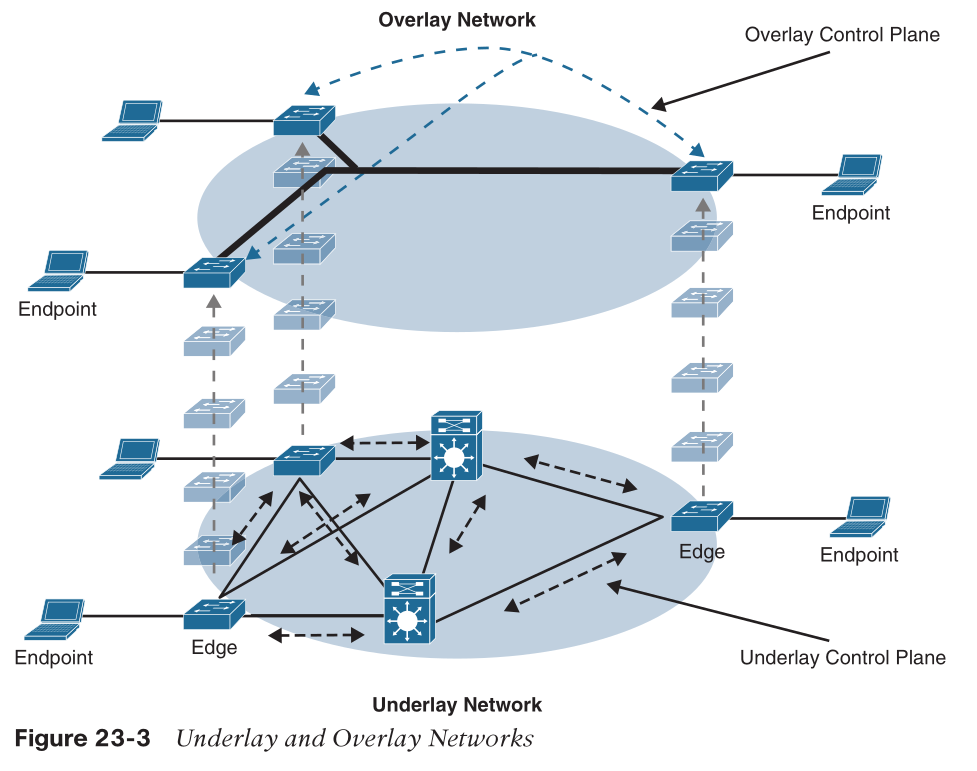 Overlay Network
Overlay Control Plane
Endpoint
Endpoint
Edge
Endpoint
Edge
Endpoint
Underlay Control Plane
Underlay Network
Figure 23-3 Underlay and Overlay Networks